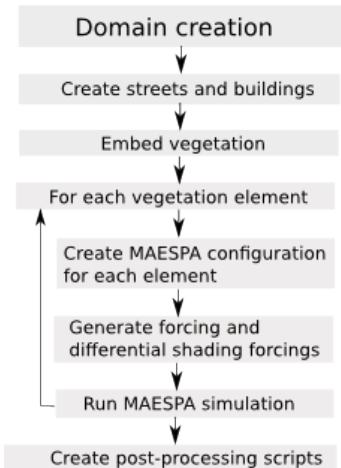 Domain creation
Create streets and buildings
Embed vegetation
For each vegetation element
Create MAESPA configuration
for each element
Generate forcing and
differential shading forcings
Run MAESPA simulation
Create post-processing scripts